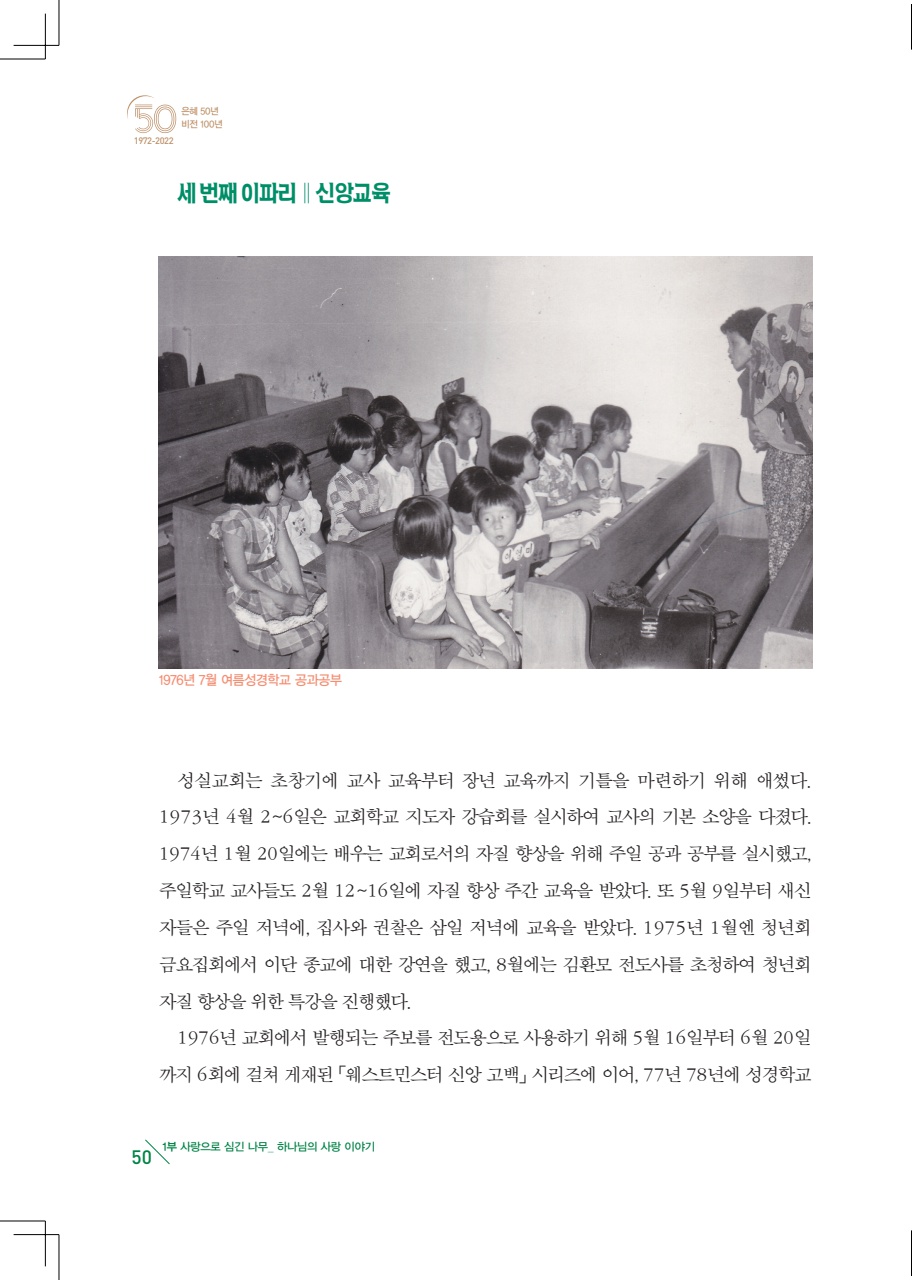 50 은혜 50년
비전 100년
1972-2022
세 번째 이파리 ‖ 신앙교육
1976년 7월 여름성경학교 공과공부
성실교회는 초창기에 교사 교육부터 장년 교육까지 기틀을 마련하기 위해 애썼다.
1973년 4월 2~6일은 교회학교 지도자 강습회를 실시하여 교사의 기본 소양을 다졌다.
1974년 1월 20일에는 배우는 교회로서의 자질 향상을 위해 주일 공과 공부를 실시했고,
주일학교 교사들도 2월 12~16일에 자질 향상 주간 교육을 받았다. 또 5월 9일부터 새신
자들은 주일 저녁에, 집사와 권찰은 삼일 저녁에 교육을 받았다. 1975년 1월엔 청년회
금요집회에서 이단 종교에 대한 강연을 했고, 8월에는 김환모 전도사를 초청하여 청년회
자질 향상을 위한 특강을 진행했다.
1976년 교회에서 발행되는 주보를 전도용으로 사용하기 위해 5월 16일부터 6월 20일
까지 6회에 걸쳐 게재된 「웨스트민스터 신앙 고백」 시리즈에 이어, 77년 78년에 성경학교
50 1부 사랑으로 심긴 나무_ 하나님의 사랑 이야기